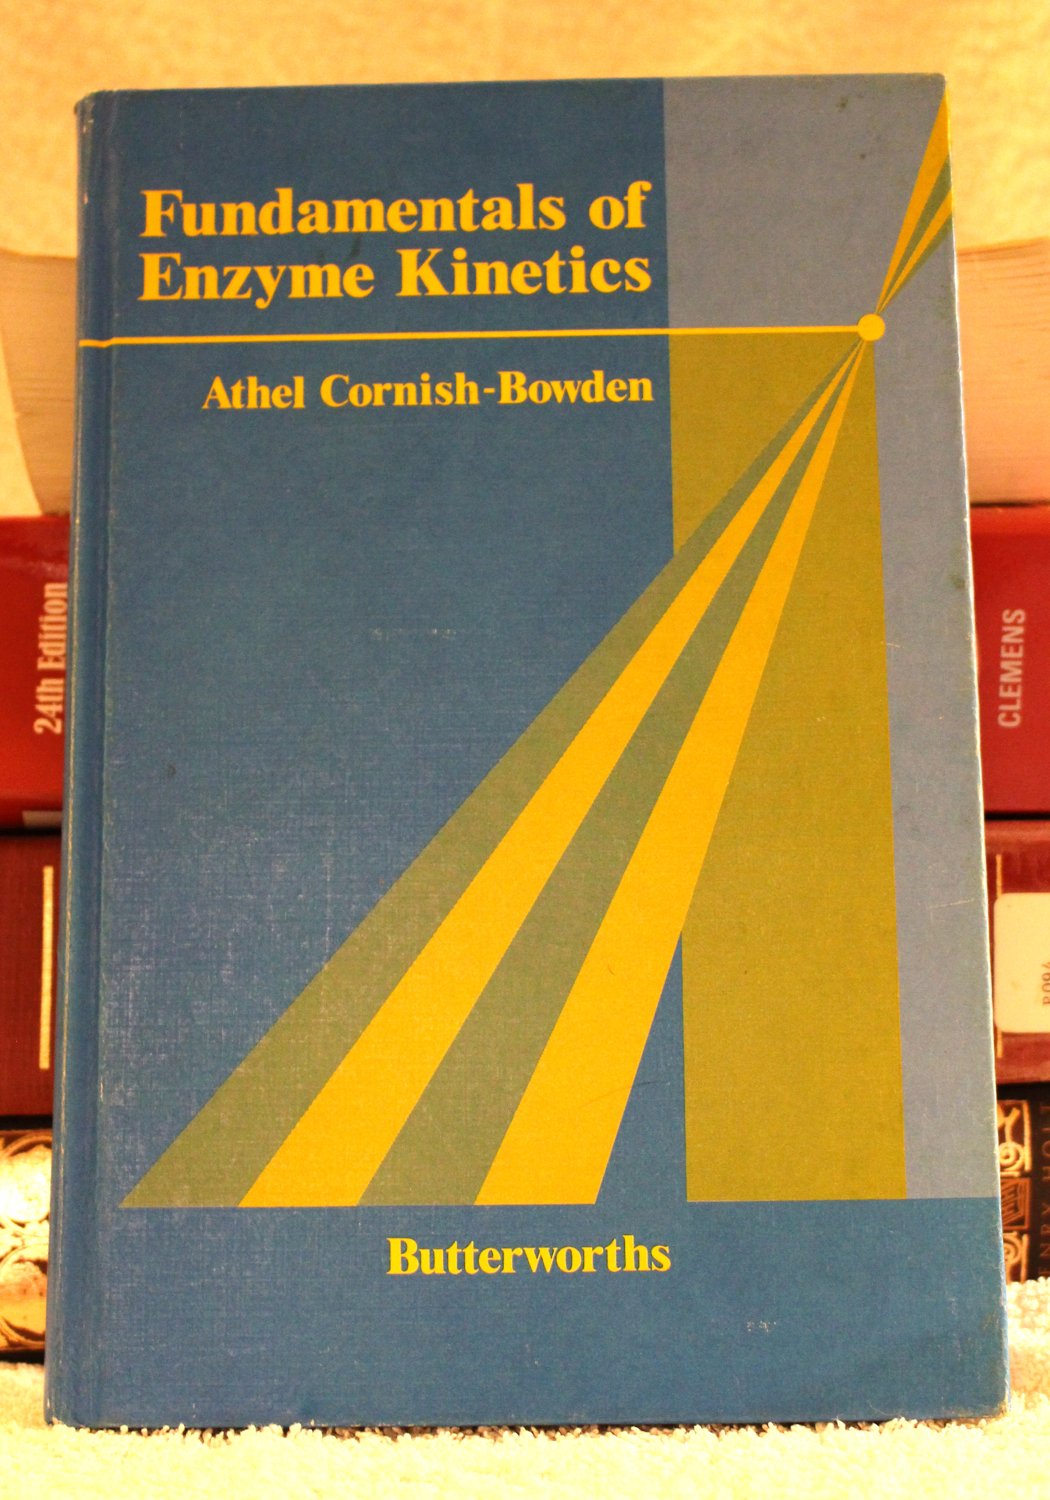 Fundamentals of
Enzyme Kinetics
Athel Cornish-Bowden
Butterworths
24th Edition
CLEMENS